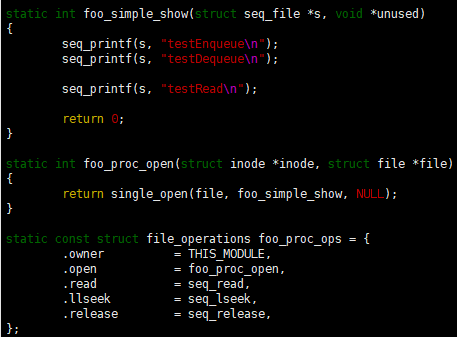 static int foo_simple_show(struct seq_file *s, void *unused)
{
        seq_printf(s, "testEnqueue\n");
        seq_printf(s, "testDequeue\n");

        seq_printf(s, "testRead\n");

        return 0;
}

static int foo_proc_open(struct inode *inode, struct file *file)
{
        return single_open(file, foo_simple_show, NULL);
}

static const struct file_operations foo_proc_ops = {
        .owner          = THIS_MODULE,
        .open           = foo_proc_open,
        .read           = seq_read,
        .llseek         = seq_lseek,
        .release        = seq_release,
};